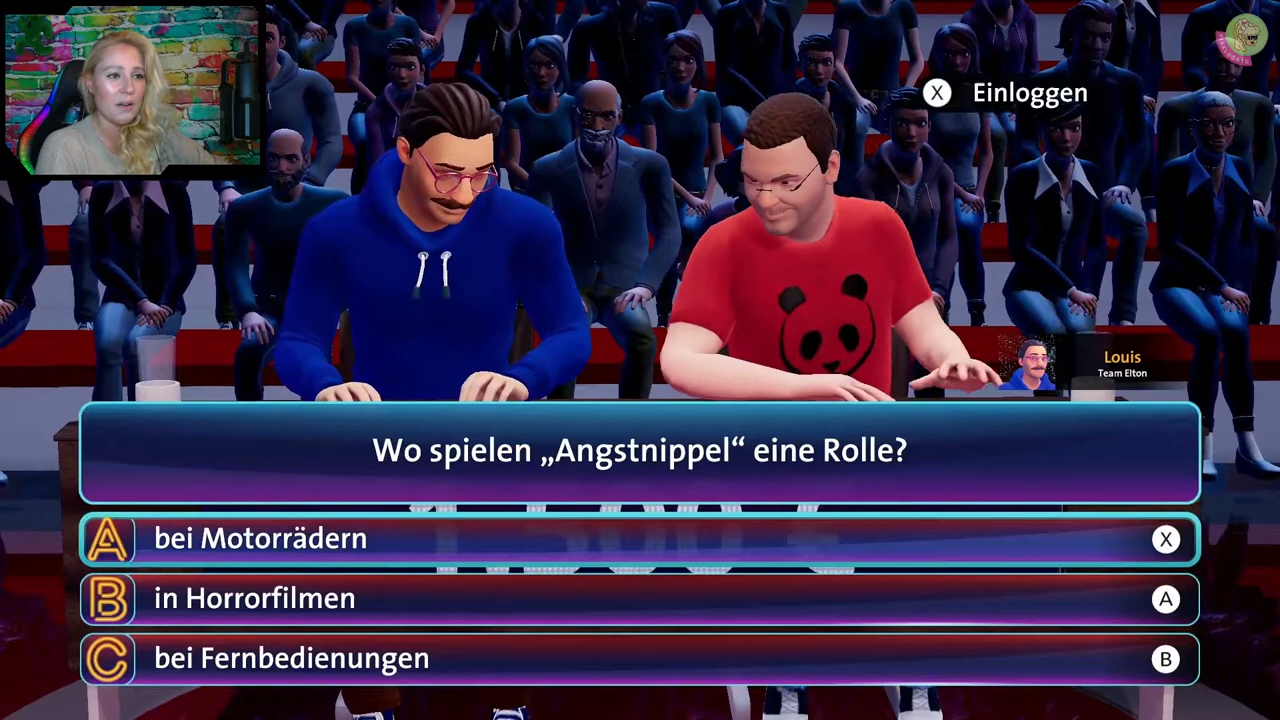 X Einloggen
Louis
Team Elton
Wo spielen „Angstnippel“ eine Rolle?
A bei Motorrädern X
B in Horrorfilmen A
C bei Fernbedienungen B